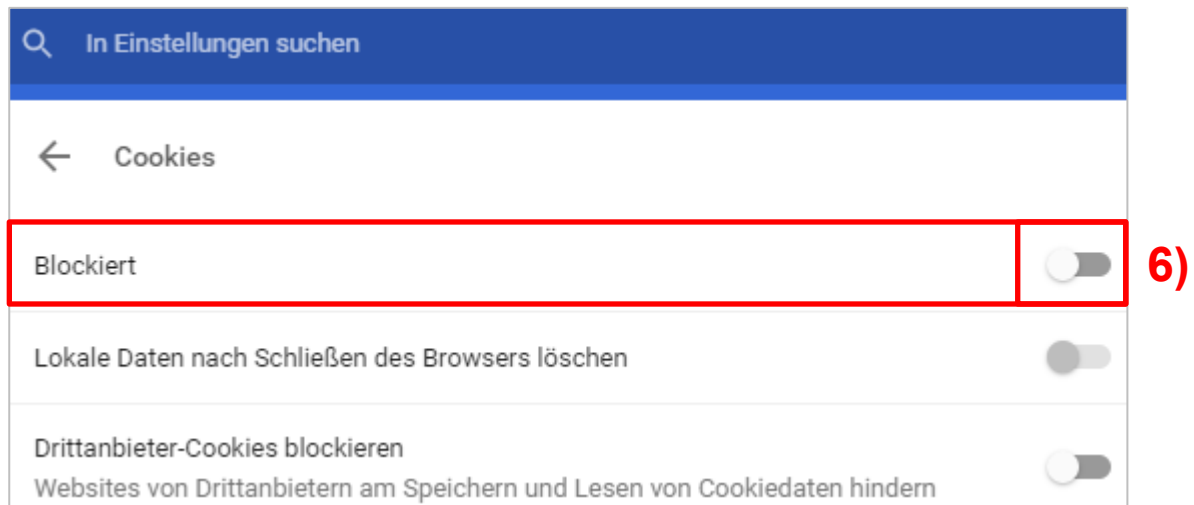 In Einstellungen suchen
Cookies
Blockiert
6)
Lokale Daten nach Schließen des Browsers löschen
Drittanbieter-Cookies blockieren
Websites von Drittanbietern am Speichern und Lesen von Cookiedaten hindern